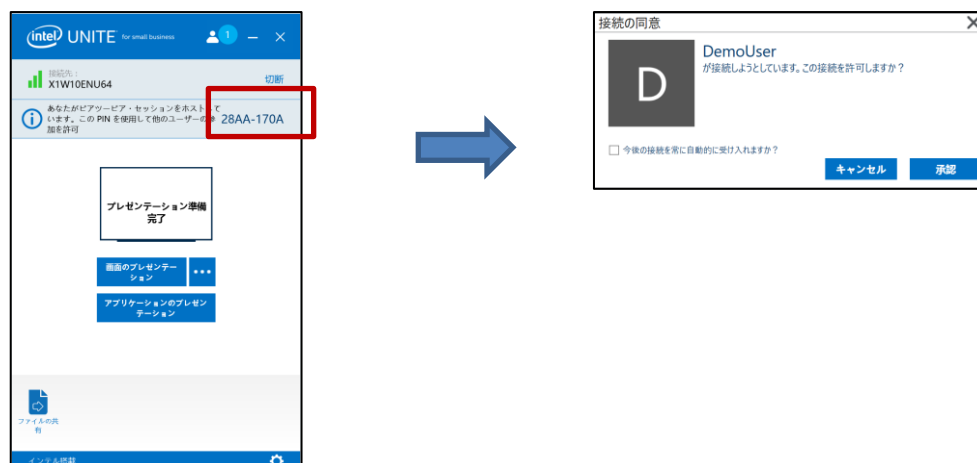 intel UNITE for small business 1
接続先 :
X1W10ENU64
切断
あなたがピアツーピア・セッションをホストして
います。この PIN を使用して他のユーザーの参
加を許可
28AA-170A
プレゼンテーション準備
完了
画面のプレゼンテー
ション
アプリケーションのプレゼン
テーション
ファイルの共
有
インテル搭載
接続の同意
D
DemoUser
が接続しようとしています。この接続を許可しますか？
今後の接続を常に自動的に受け入れますか？
キャンセル
承認